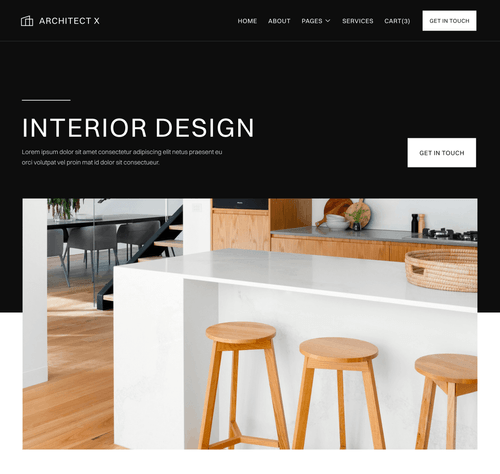 ARCHITECT X
HOME ABOUT PAGES SERVICES CART(3) GET IN TOUCH
INTERIOR DESIGN
Lorem ipsum dolor sit amet consectetur adipiscing elit netus praesent eu
orci volutpat vel proin mat id dolor sit consectueur.
GET IN TOUCH